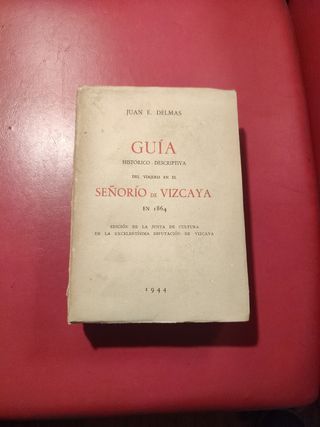 JUAN E. DELMAS
GUÍA
HISTÓRICO-DESCRIPTIVA
DEL VIAJERO EN EL
SEÑORÍO DE VIZCAYA
EN 1864
EDICIÓN DE LA JUNTA DE CULTURA
DE LA EXCELENTÍSIMA DIPUTACIÓN DE VIZCAYA
1944